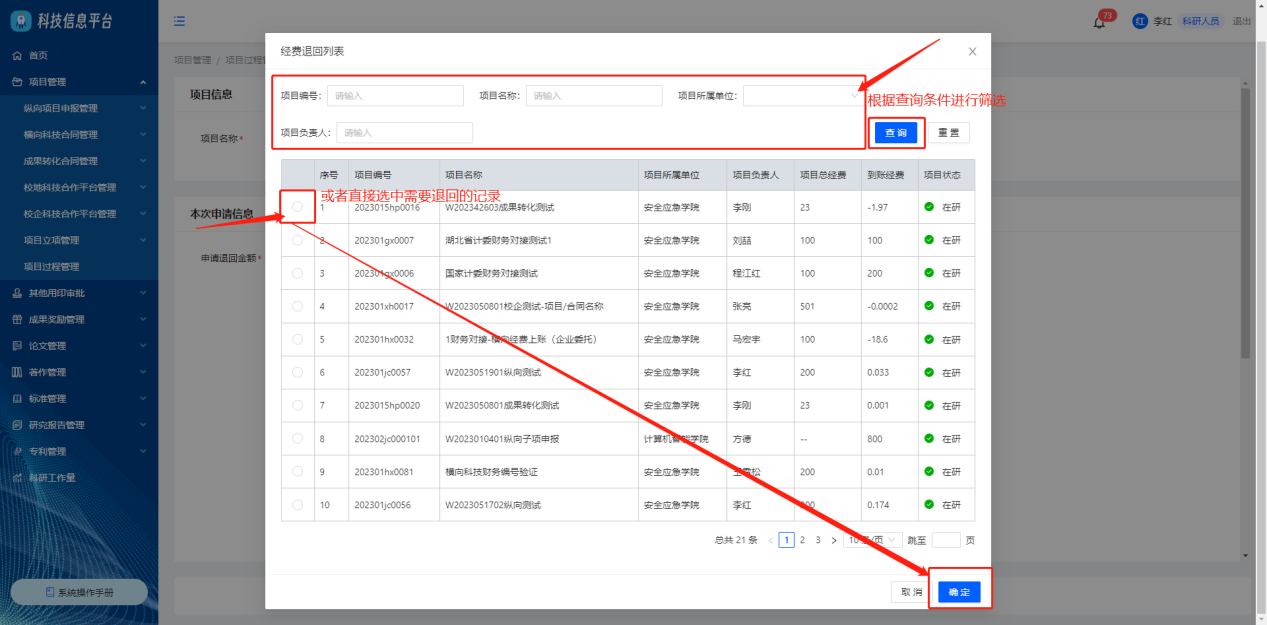 科技信息平台
73
红 李红 科研人员 退出
首页
项目管理
纵向项目申报管理
横向科技合同管理
成果转化合同管理
校地科技合作平台管理
校企科技合作平台管理
项目立项管理
项目过程管理
其他用印审批
成果奖励管理
论文管理
著作管理
标准管理
研究报告管理
专利管理
科研工作量
系统操作手册
项目管理 / 项目过程
项目信息
项目名称*
本次申请信息
申请退回金额*
经费退回列表
项目编号: 请输入 项目名称: 请输入 项目所属单位:
根据查询条件进行筛选
项目负责人: 请输入 查 询 重 置
序号 项目编号 项目名称 项目所属单位 项目负责人 项目总经费 到账经费 项目状态
或者直接选中需要退回的记录
1 2023015hp0016 W202342603成果转化测试 安全应急学院 李刚 23 -1.97 在研
2 202301gx0007 湖北省计委财务对接测试1 安全应急学院 刘喆 100 100 在研
3 202301gx0006 国家计委财务对接测试 安全应急学院 程江红 100 200 在研
4 202301xh0017 W2023050801校企测试-项目/合同名称 安全应急学院 张亮 501 -0.0002 在研
5 202301hx0032 1财务对接-横向经费上账（企业委托） 安全应急学院 马宏宇 100 -18.6 在研
6 202301jc0057 W2023051901纵向测试 安全应急学院 李红 200 0.033 在研
7 2023015hp0020 W2023050801成果转化测试 安全应急学院 李刚 23 0.001 在研
8 202302jc000101 W2023010401纵向子项申报 计算机智能学院 方德 -- 800 在研
9 202301hx0081 横向科技财务编号验证 安全应急学院 王雪松 200 0.01 在研
10 202301jc0056 W2023051702纵向测试 安全应急学院 李红 200 0.174 在研
总共 21 条 < 1 2 3 > 10 条/页 跳至 页
取 消 确 定